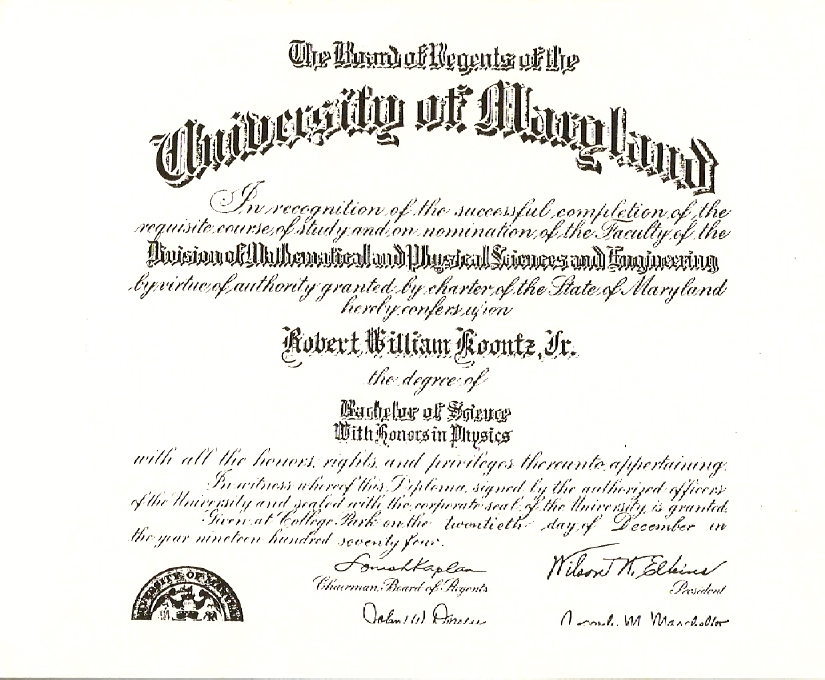 The Board of Regents of the
University of Maryland
In recognition of the successful completion of the
requisite course of study and on nomination of the Faculty of the
Division of Mathematical and Physical Sciences and Engineering
by virtue of authority granted by charter of the State of Maryland
hereby confers upon
Robert William Koontz, Jr.
the degree of
Bachelor of Science
With Honors in Physics
with all the honors, rights, and privileges thereunto appertaining.
In witness whereof this Diploma, signed by the authorized officers
of the University and sealed with the corporate seal of the University is granted.
Given at College Park on the twentieth day of December in
the year nineteen hundred seventy four.
Louis L Kaplan
Wilson H. Elkins
Chairman Board of Regents
President
UNIVERSITY OF
John W
M.